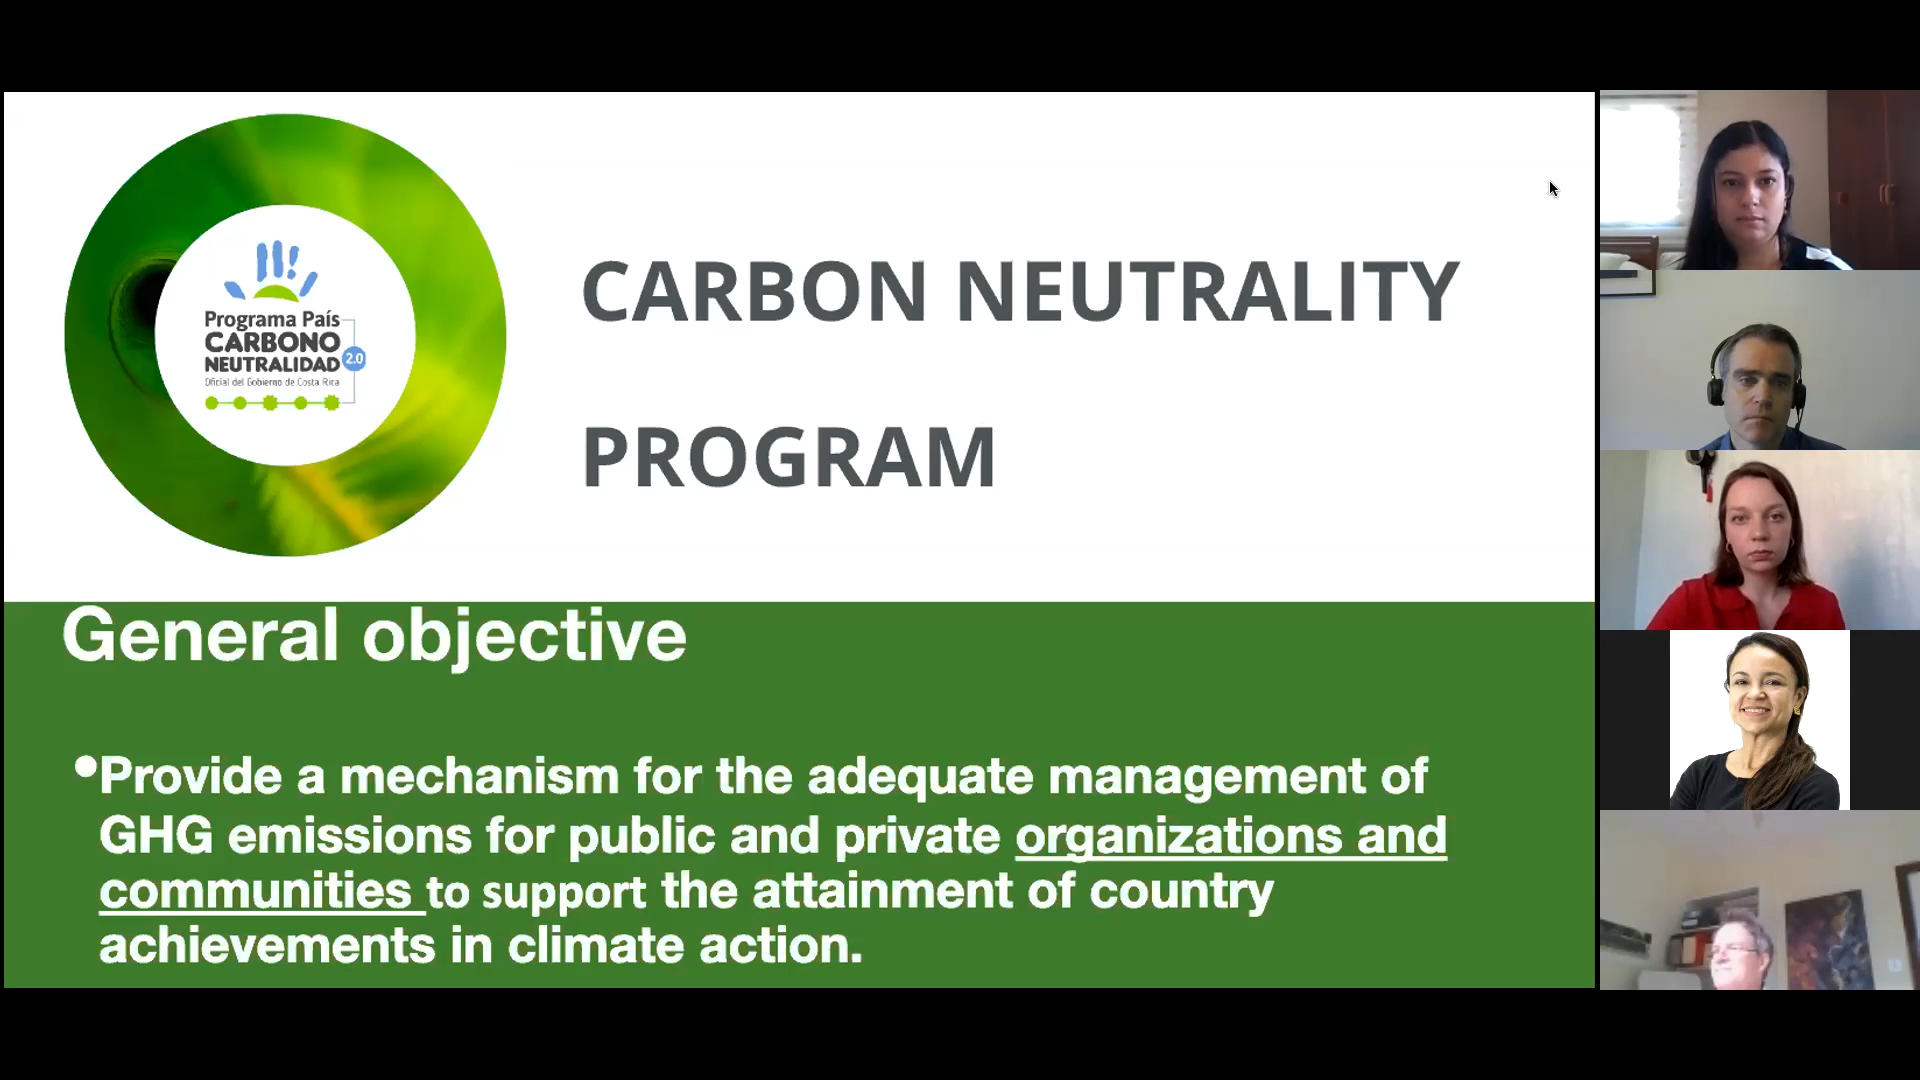 Programa País
CARBONO
NEUTRALIDAD
2.0
Oficial del Gobierno de Costa Rica
CARBON NEUTRALITY
PROGRAM
General objective
•Provide a mechanism for the adequate management of
GHG emissions for public and private organizations and
communities to support the attainment of country
achievements in climate action.